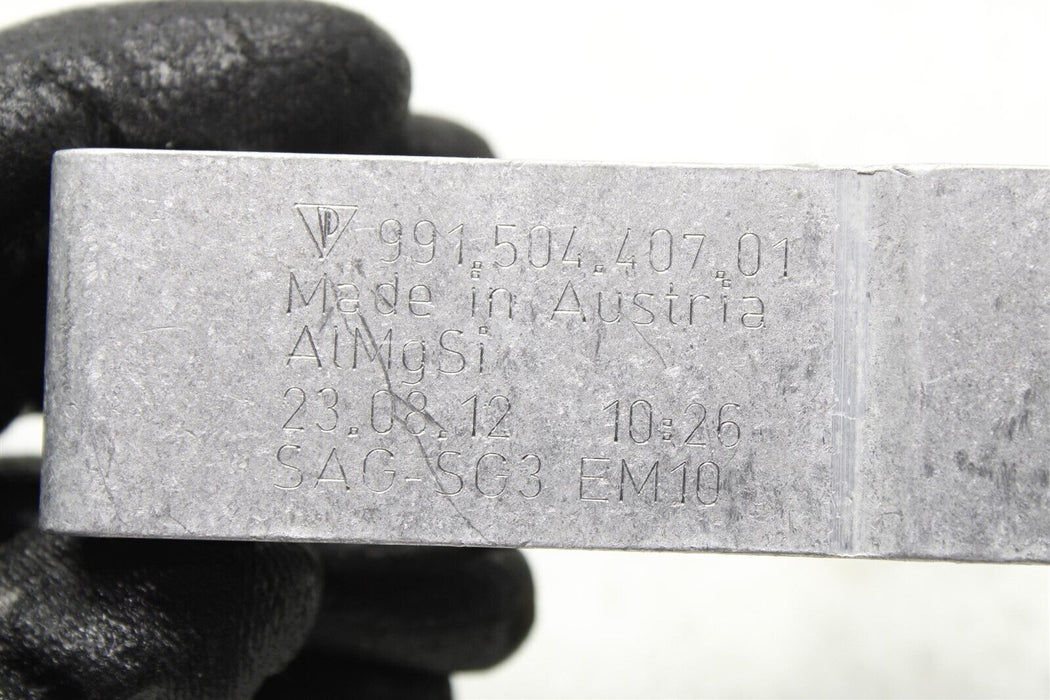 991.504.407.01
Made in Austria
AlMgSi
23.08.12 10:26
SAG-SG3 EM10